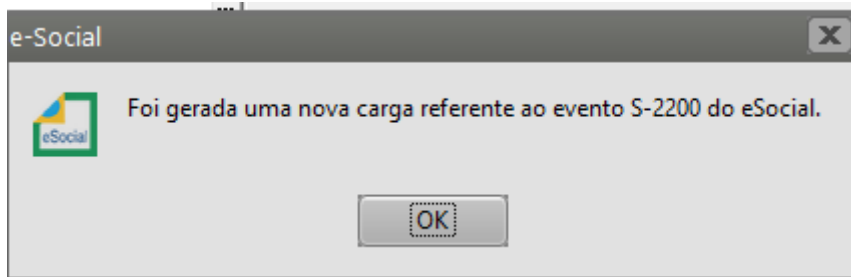 e-Social
Foi gerada uma nova carga referente ao evento S-2200 do eSocial.
eSocial
OK